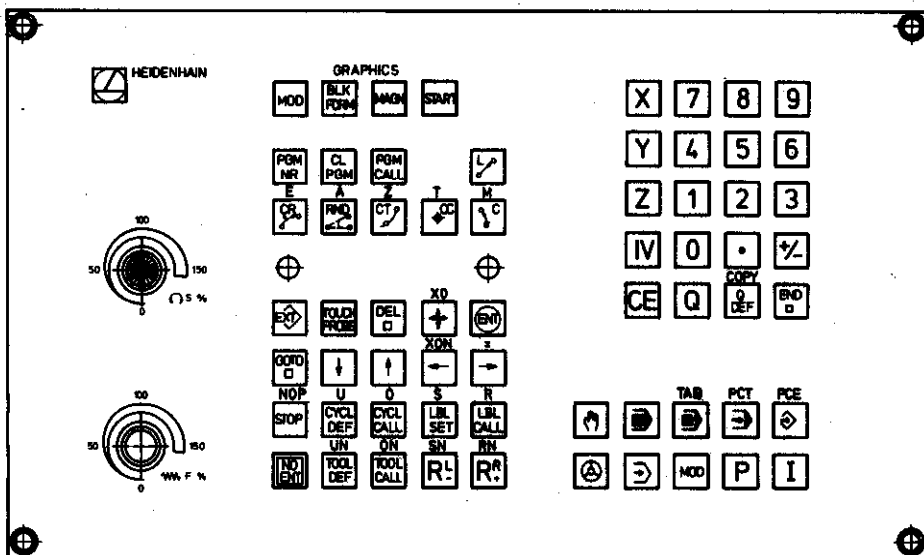 HEIDENHAIN
GRAPHICS
MOD BLK FORM MAGN START
X 7 8 9
PGM NR CL PGM PGM CALL L
Y 4 5 6
E A Z T M
CR RND CT CC C
Z 1 2 3
100
50 150
0
S %
IV 0 . +/-
COPY
CE Q Q DEF END
XO
EXT TOUCH PROBE DEL ENT
XON =
GOTO
NOP U O S R
STOP CYCL DEF CYCL CALL LBL SET LBL CALL
TAB PCT PCE
100
50 150
0
F %
UN ON SN RN
NO ENT TOOL DEF TOOL CALL RL- RR+
MOD P I